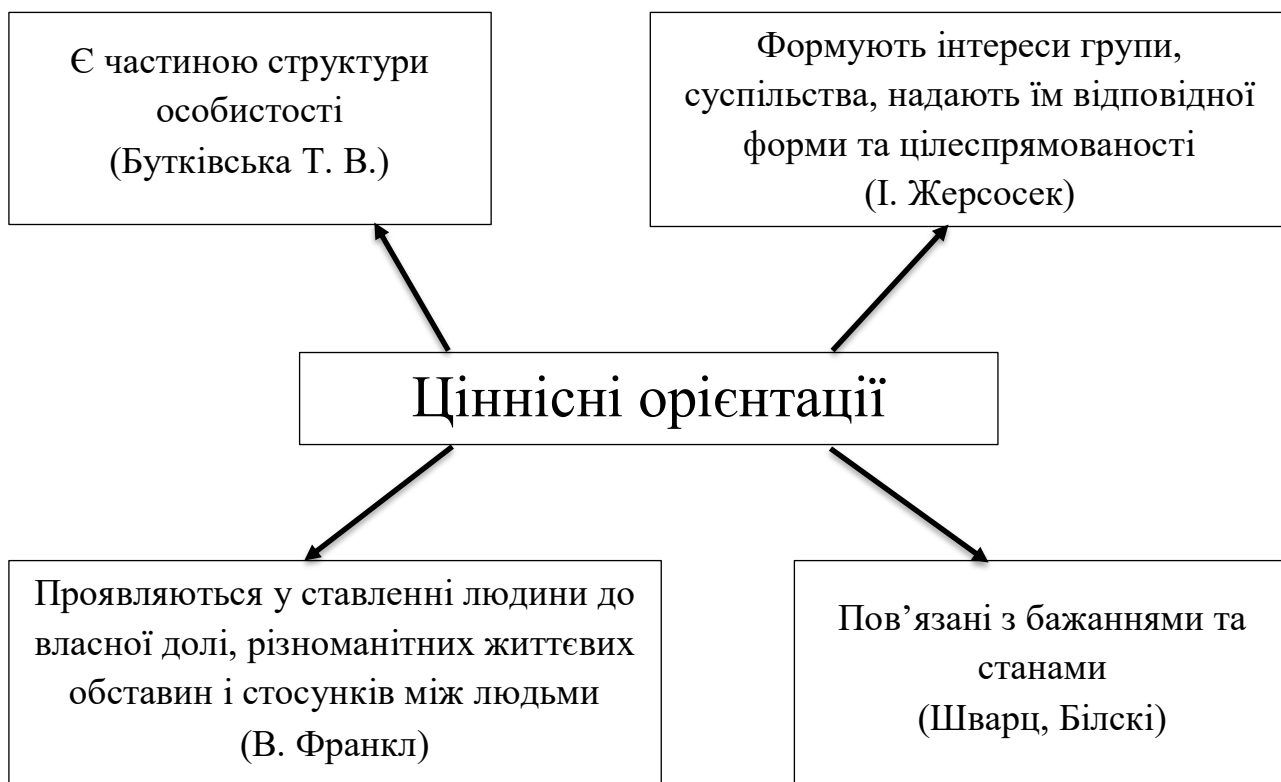 Є частиною структури
особистості
(Бутківська Т. В.)
Формують інтереси групи,
суспільства, надають їм відповідної
форми та цілеспрямованості
(І. Жерсосек)
Ціннісні орієнтації
Проявляються у ставленні людини до
власної долі, різноманітних життєвих
обставин і стосунків між людьми
(В. Франкл)
Пов’язані з бажаннями та
станами
(Шварц, Білскі)